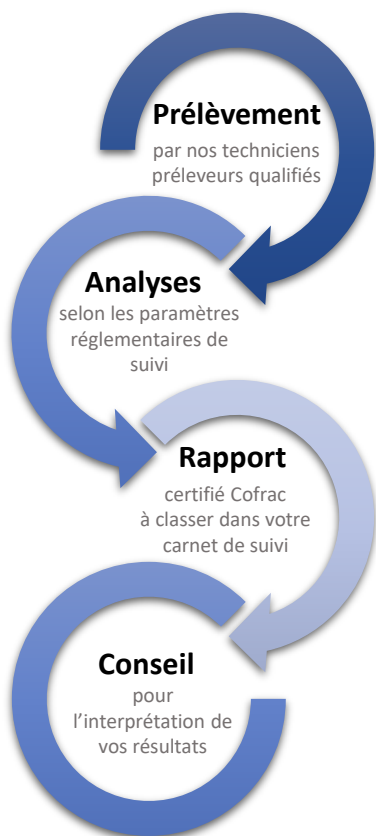 Prélèvement
par nos techniciens
préleveurs qualifiés
Analyses
selon les paramètres
réglementaires de
suivi
Rapport
certifié Cofrac
à classer dans votre
carnet de suivi
Conseil
pour
l'interprétation de
vos résultats